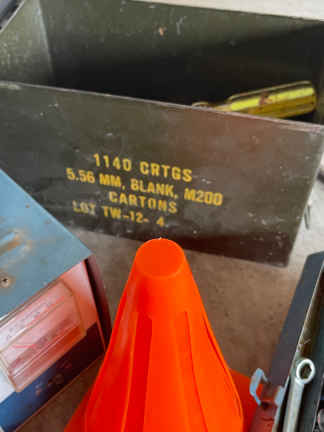 1140 CRTGS
5.56 MM, BLANK, M200
CARTONS
LOT TW-12- 4